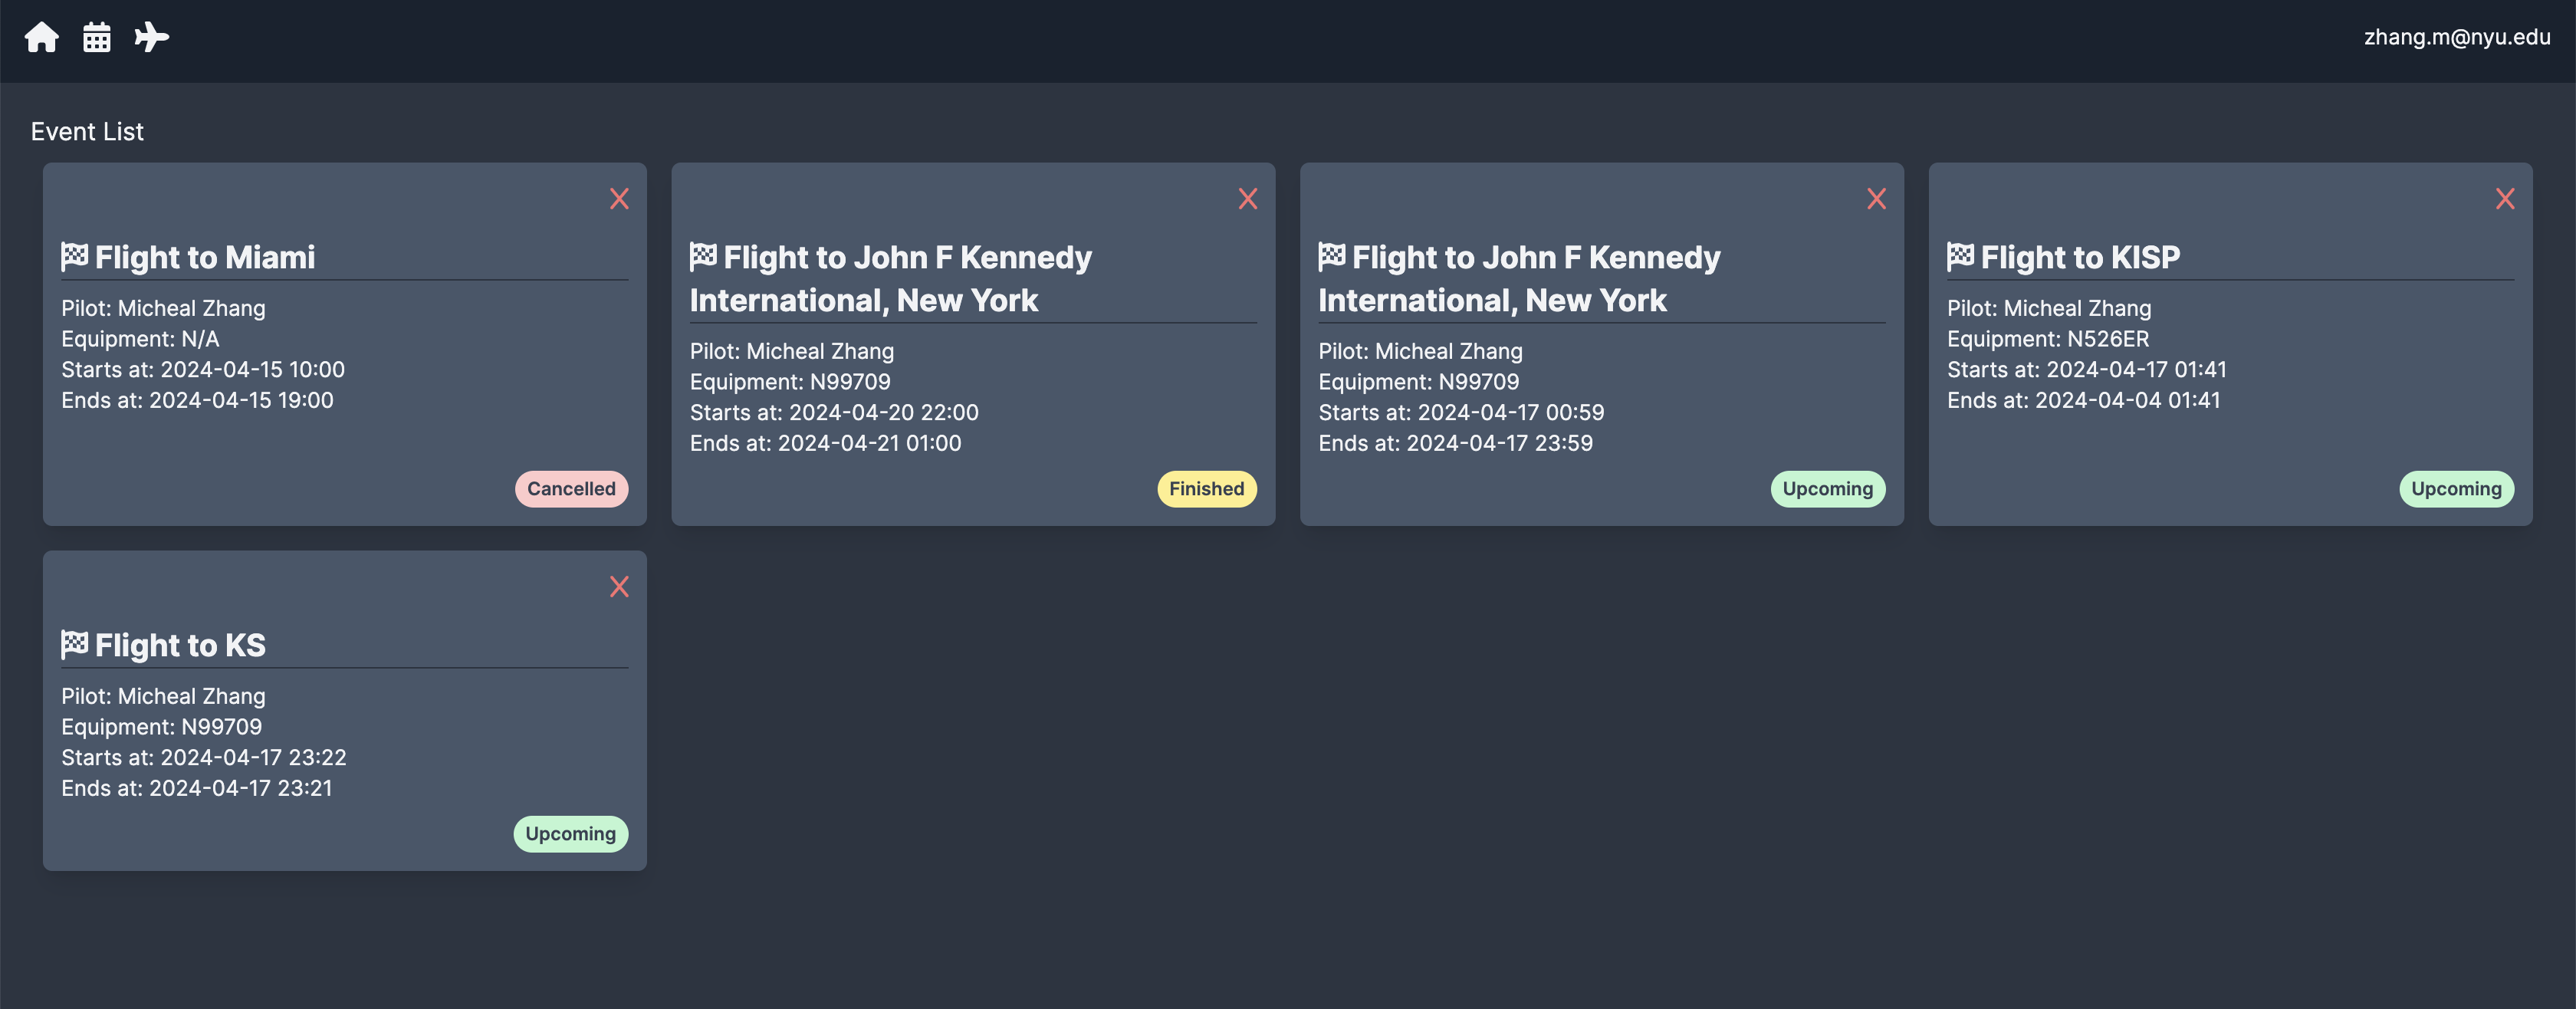 zhang.m@nyu.edu
Event List
Flight to Miami
Pilot: Micheal Zhang
Equipment: N/A
Starts at: 2024-04-15 10:00
Ends at: 2024-04-15 19:00
Cancelled
Flight to John F Kennedy
International, New York
Pilot: Micheal Zhang
Equipment: N99709
Starts at: 2024-04-20 22:00
Ends at: 2024-04-21 01:00
Finished
Flight to John F Kennedy
International, New York
Pilot: Micheal Zhang
Equipment: N99709
Starts at: 2024-04-17 00:59
Ends at: 2024-04-17 23:59
Upcoming
Flight to KISP
Pilot: Micheal Zhang
Equipment: N526ER
Starts at: 2024-04-17 01:41
Ends at: 2024-04-04 01:41
Upcoming
Flight to KS
Pilot: Micheal Zhang
Equipment: N99709
Starts at: 2024-04-17 23:22
Ends at: 2024-04-17 23:21
Upcoming